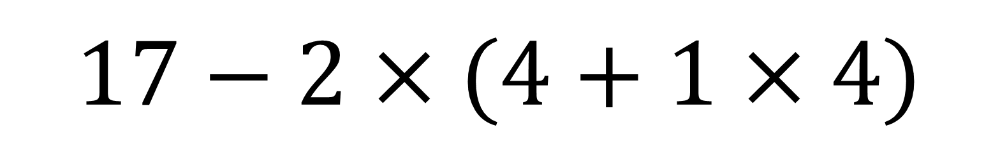 17 − 2 × (4 + 1 × 4)